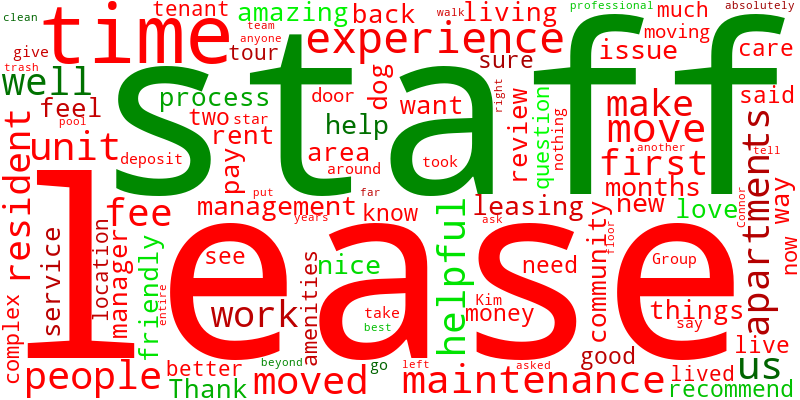 clean
time
tenant
team
amazing
walk
back
living
professional
absolutely
much
moving
give
anyone
tour
experience
sure
issue
care
trash
well
staff
feel
process
door
dog
want
right
review
question
make
said
pool
two
star
help
nothing
move
another
tell
resident
unit
rent
pay
area
took
first
apartments
way
deposit
around
months
lease
fee
put
far
management
years
know
ask
leasing
new
love
Connor
now
service
location
manager
friendly
entire
see
nice
helpful
need
community
floor
Group
complex
work
amenities
take
best
Kim
money
things
say
people
Thank
better
beyond
moved
go
left
maintenance
asked
good
lived
live
us
recommend